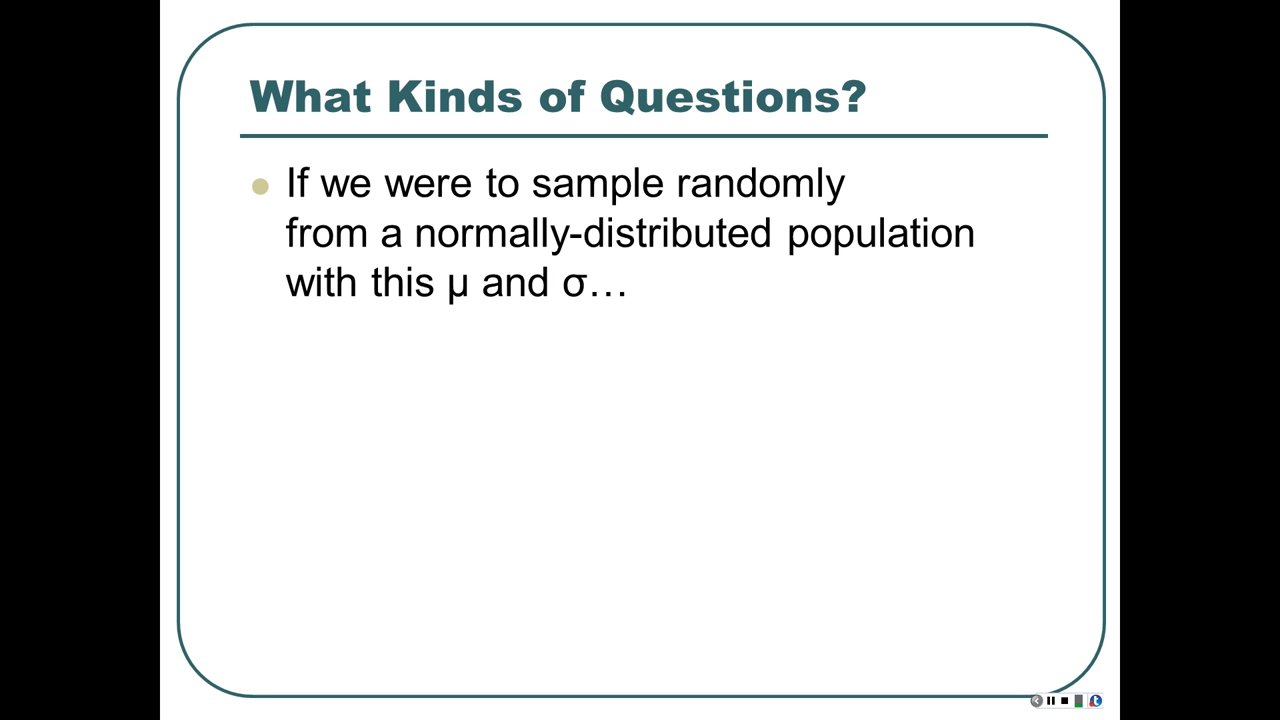 What Kinds of Questions?
If we were to sample randomly
from a normally-distributed population
with this μ and σ…